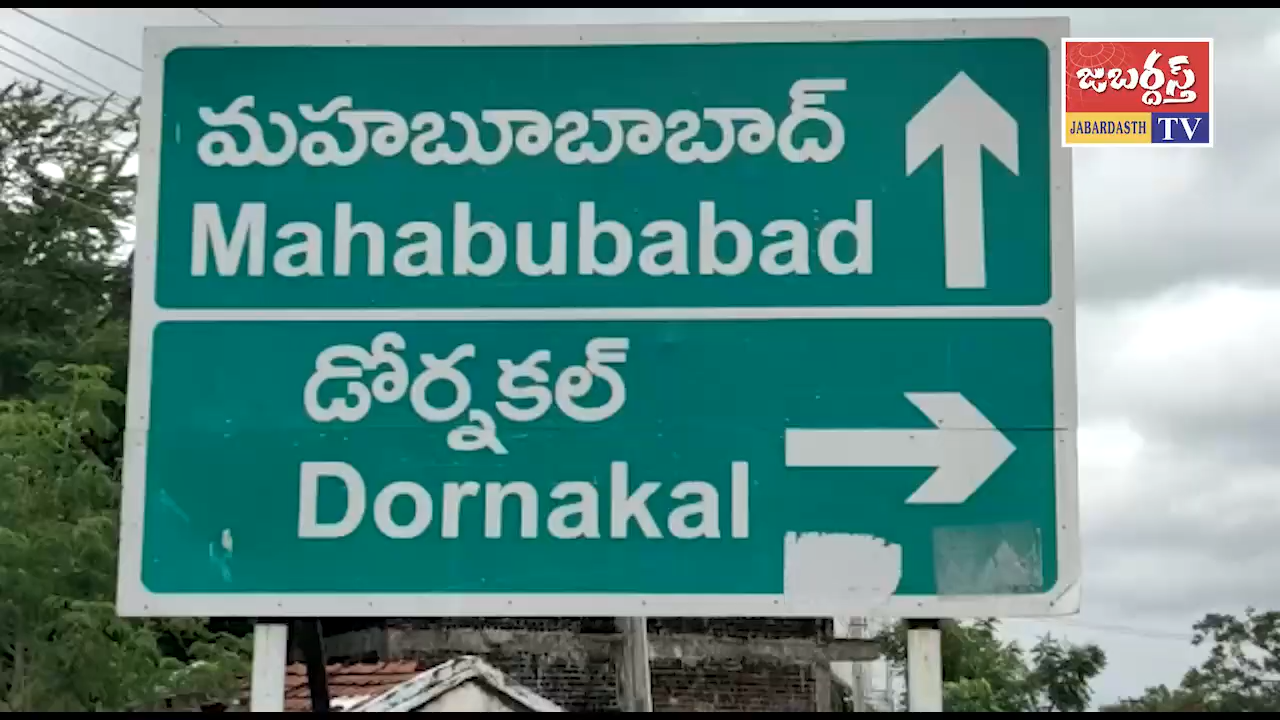 మహబూబాబాద్
Mahabubabad
డోర్నకల్
Dornakal
జబర్దస్త్
JABARDASTH TV